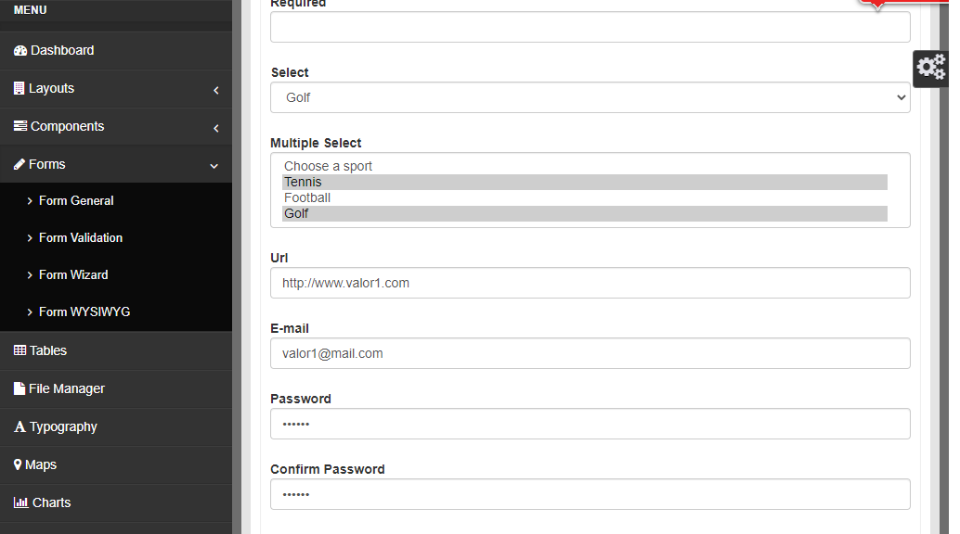 MENU
Dashboard
Layouts
Components
Forms
Form General
Form Validation
Form Wizard
Form WYSIWYG
Tables
File Manager
Typography
Maps
Charts
Required
Select
Golf
Multiple Select
Choose a sport
Tennis
Football
Golf
Url
http://www.valor1.com
E-mail
valor1@mail.com
Password
••••••
Confirm Password
••••••